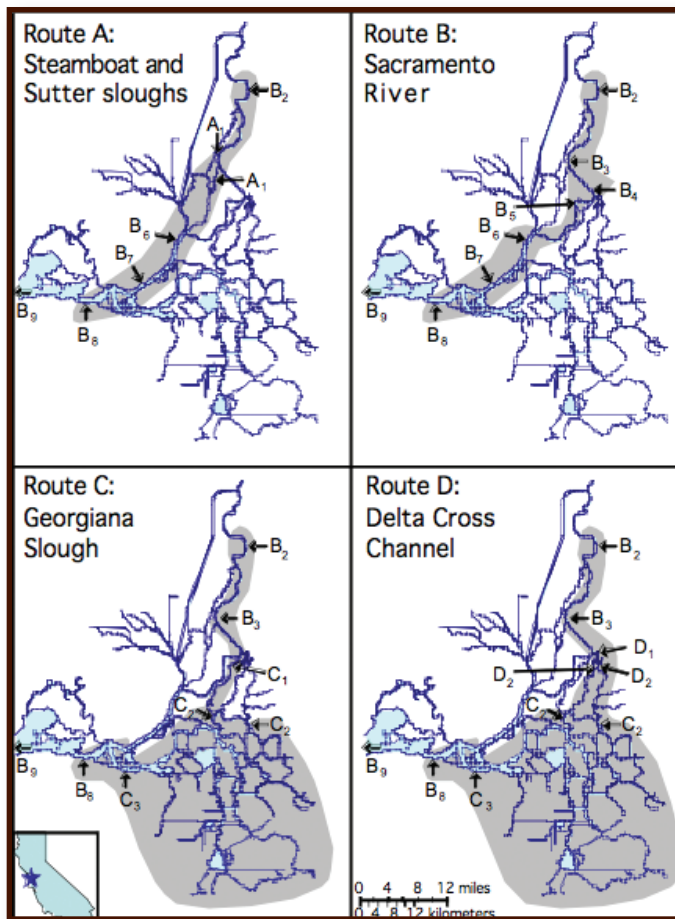 Route A:
Steamboat and
Sutter sloughs
B2
A1
A1
B6
B7
B9
B8
Route B:
Sacramento
River
B2
B3
B4
B5
B6
B7
B9
B8
Route C:
Georgiana
Slough
B2
B3
C1
C2
C2
B9
B8
C3
Route D:
Delta Cross
Channel
B2
B3
D1
D2
D2
C2
C2
B9
B8
C3
0 4 8 12 miles
0 4 8 12 kilometers